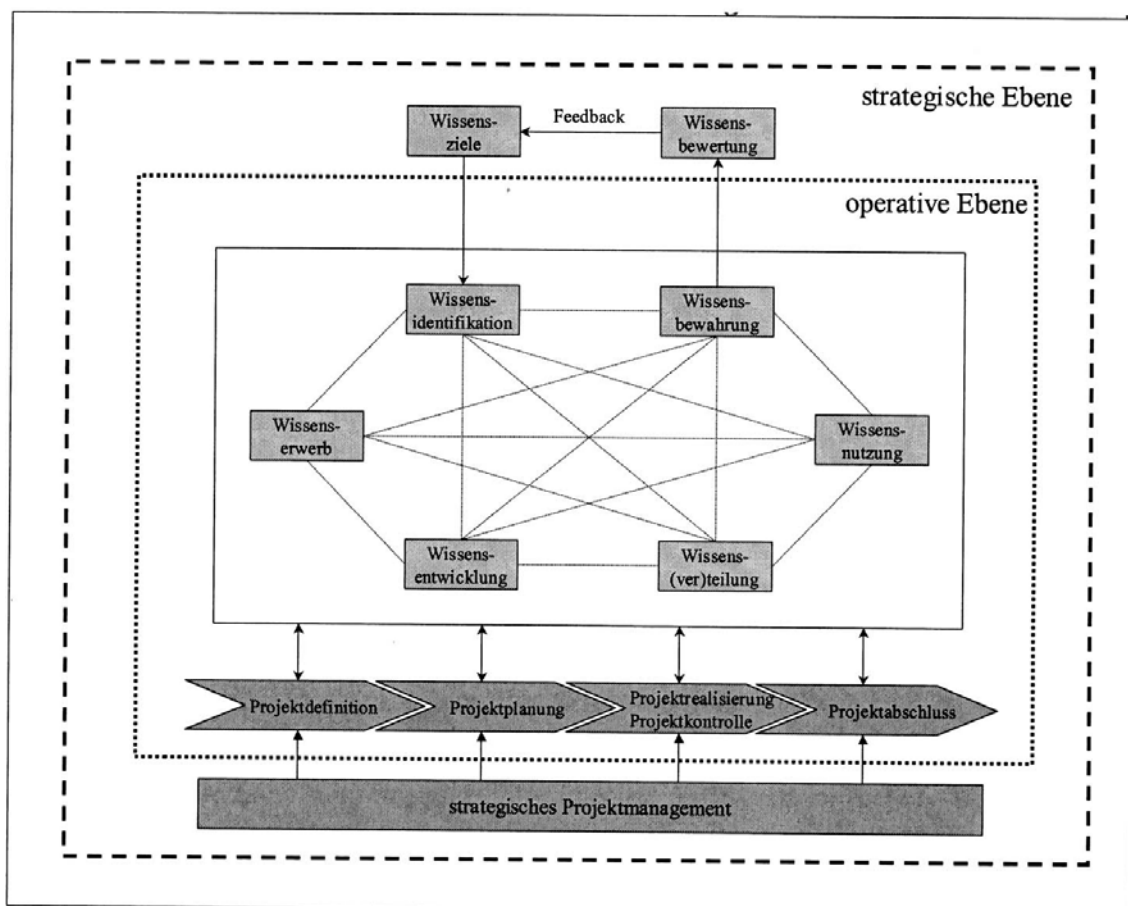 strategische Ebene
Wissens-
ziele
Feedback
Wissens-
bewertung
operative Ebene
Wissens-
identifikation
Wissens-
bewahrung
Wissens-
erwerb
Wissens-
nutzung
Wissens-
entwicklung
Wissens-
(ver)teilung
Projektdefinition
Projektplanung
Projektrealisierung
Projektkontrolle
Projektabschluss
strategisches Projektmanagement